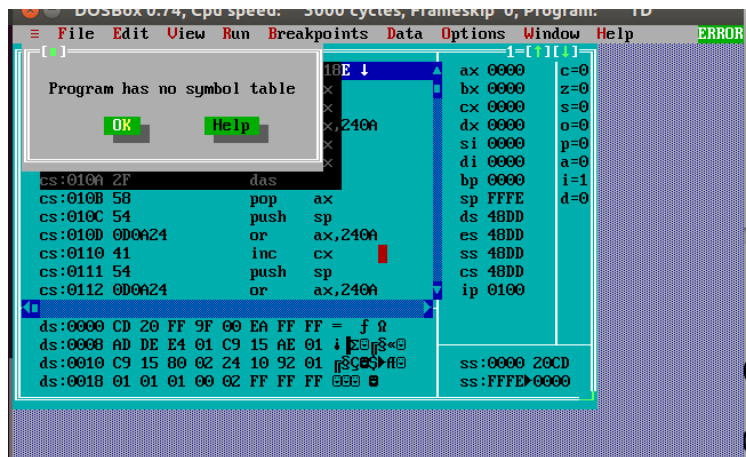 DOSBox 0.74, Cpu speed: 3000 cycles, Frameskip 0, Program: TD
≡ File Edit View Run Breakpoints Data Options Window Help ERROR
[■] 1=[↑][↓]
18E ↓ ax 0000 c=0
Program has no symbol table x bx 0000 z=0
x cx 0000 s=0
OK Help x,240A dx 0000 o=0
x si 0000 p=0
x di 0000 a=0
cs:010A 2F das bp 0000 i=1
cs:010B 58 pop ax sp FFFE d=0
cs:010C 54 push sp ds 48DD
cs:010D 0D0A24 or ax,240A es 48DD
cs:0110 41 inc cx ss 48DD
cs:0111 54 push sp cs 48DD
cs:0112 0D0A24 or ax,240A ip 0100
ds:0000 CD 20 FF 9F 00 EA FF FF = ƒ Ω
ds:0008 AD DE E4 01 C9 15 AE 01 ¡▐Σ☺╔§«☺
ds:0010 C9 15 80 02 24 10 92 01 ╔§Ç☻$►Æ☺ ss:0000 20CD
ds:0018 01 01 01 00 02 FF FF FF ☺☺☺ ☻ ss:FFFE►0000